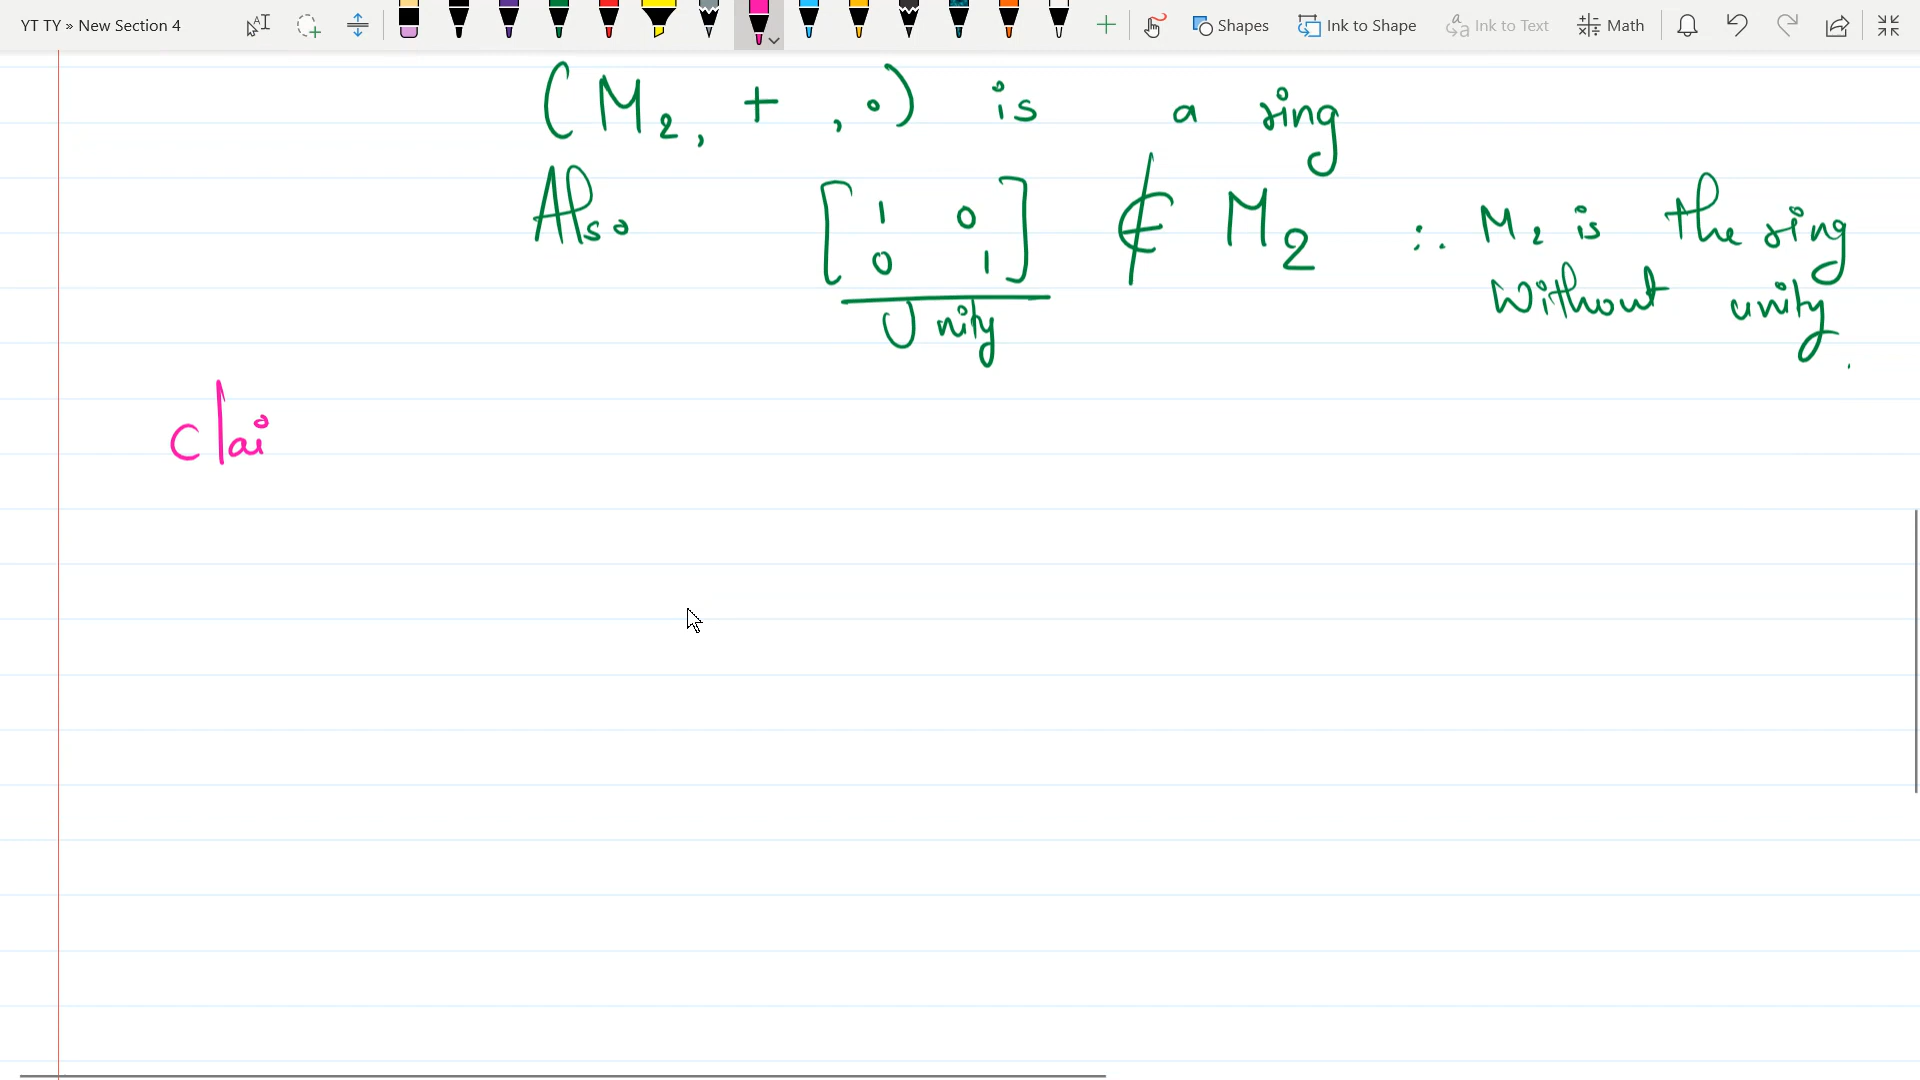 YT TY » New Section 4 Shapes Ink to Shape Ink to Text Math
(M₂, + , ∘) is a ring
Also [1 0 ∉ M₂ ∴ M₂ is the ring
0 1] without unity.
Unity
clai